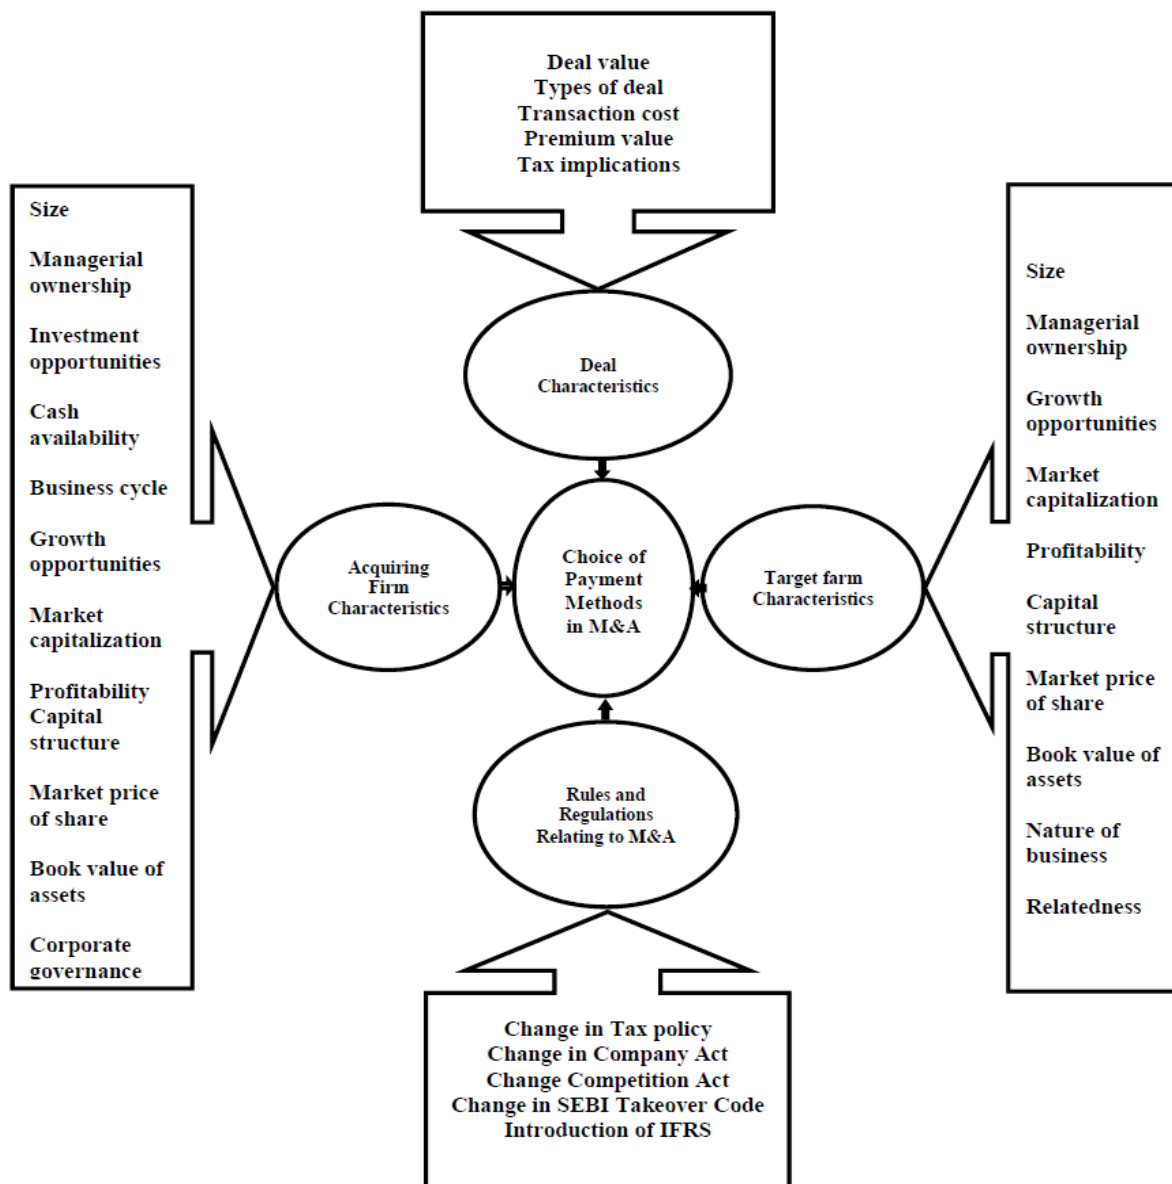 Deal value
Types of deal
Transaction cost
Premium value
Tax implications
Size
Managerial
ownership
Investment
opportunities
Cash
availability
Business cycle
Growth
opportunities
Market
capitalization
Profitability
Capital
structure
Market price
of share
Book value of
assets
Corporate
governance
Deal
Characteristics
Acquiring
Firm
Characteristics
Choice of
Payment
Methods
in M&A
Target farm
Characteristics
Rules and
Regulations
Relating to M&A
Size
Managerial
ownership
Growth
opportunities
Market
capitalization
Profitability
Capital
structure
Market price
of share
Book value of
assets
Nature of
business
Relatedness
Change in Tax policy
Change in Company Act
Change Competition Act
Change in SEBI Takeover Code
Introduction of IFRS